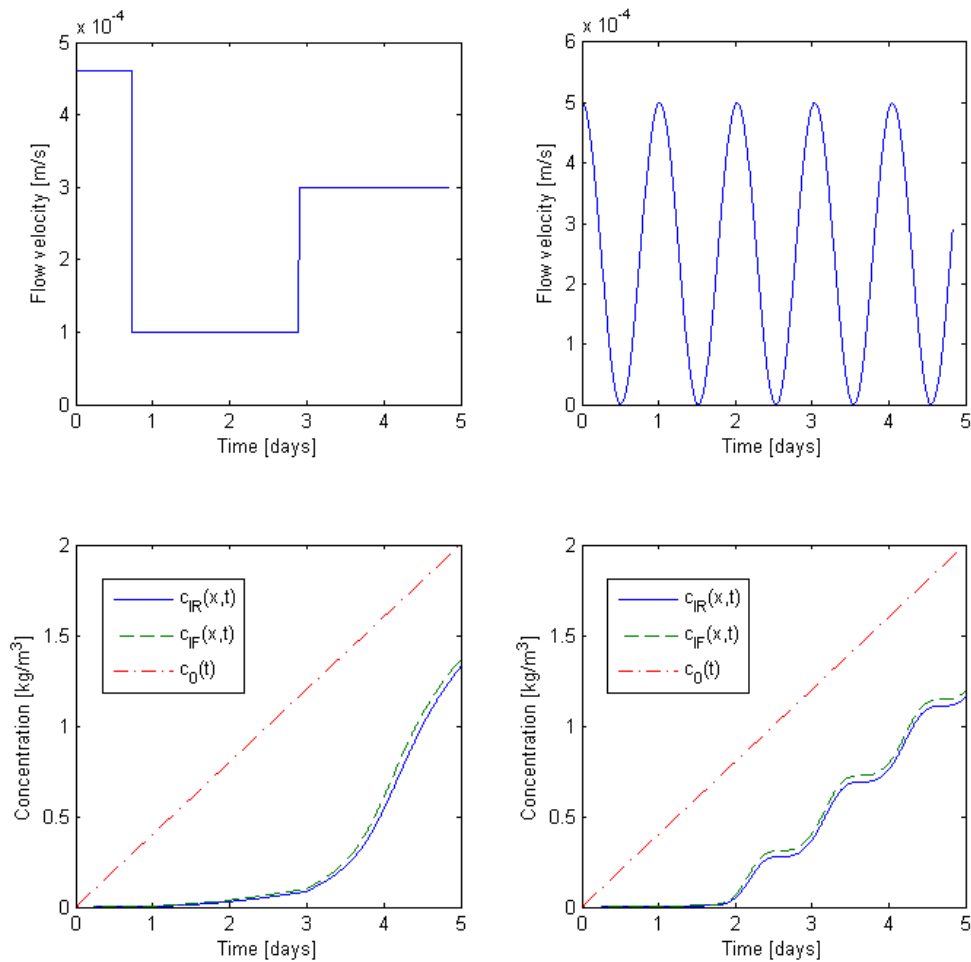 x 10⁻⁴
5
4
3
2
1
0
Flow velocity [m/s]
0 1 2 3 4 5
Time [days]
x 10⁻⁴
6
5
4
3
2
1
0
Flow velocity [m/s]
0 1 2 3 4 5
Time [days]
2
1.5
1
0.5
0
Concentration [kg/m³]
c_IR(x,t)
c_IF(x,t)
c_0(t)
0 1 2 3 4 5
Time [days]
2
1.5
1
0.5
0
Concentration [kg/m³]
c_IR(x,t)
c_IF(x,t)
c_0(t)
0 1 2 3 4 5
Time [days]